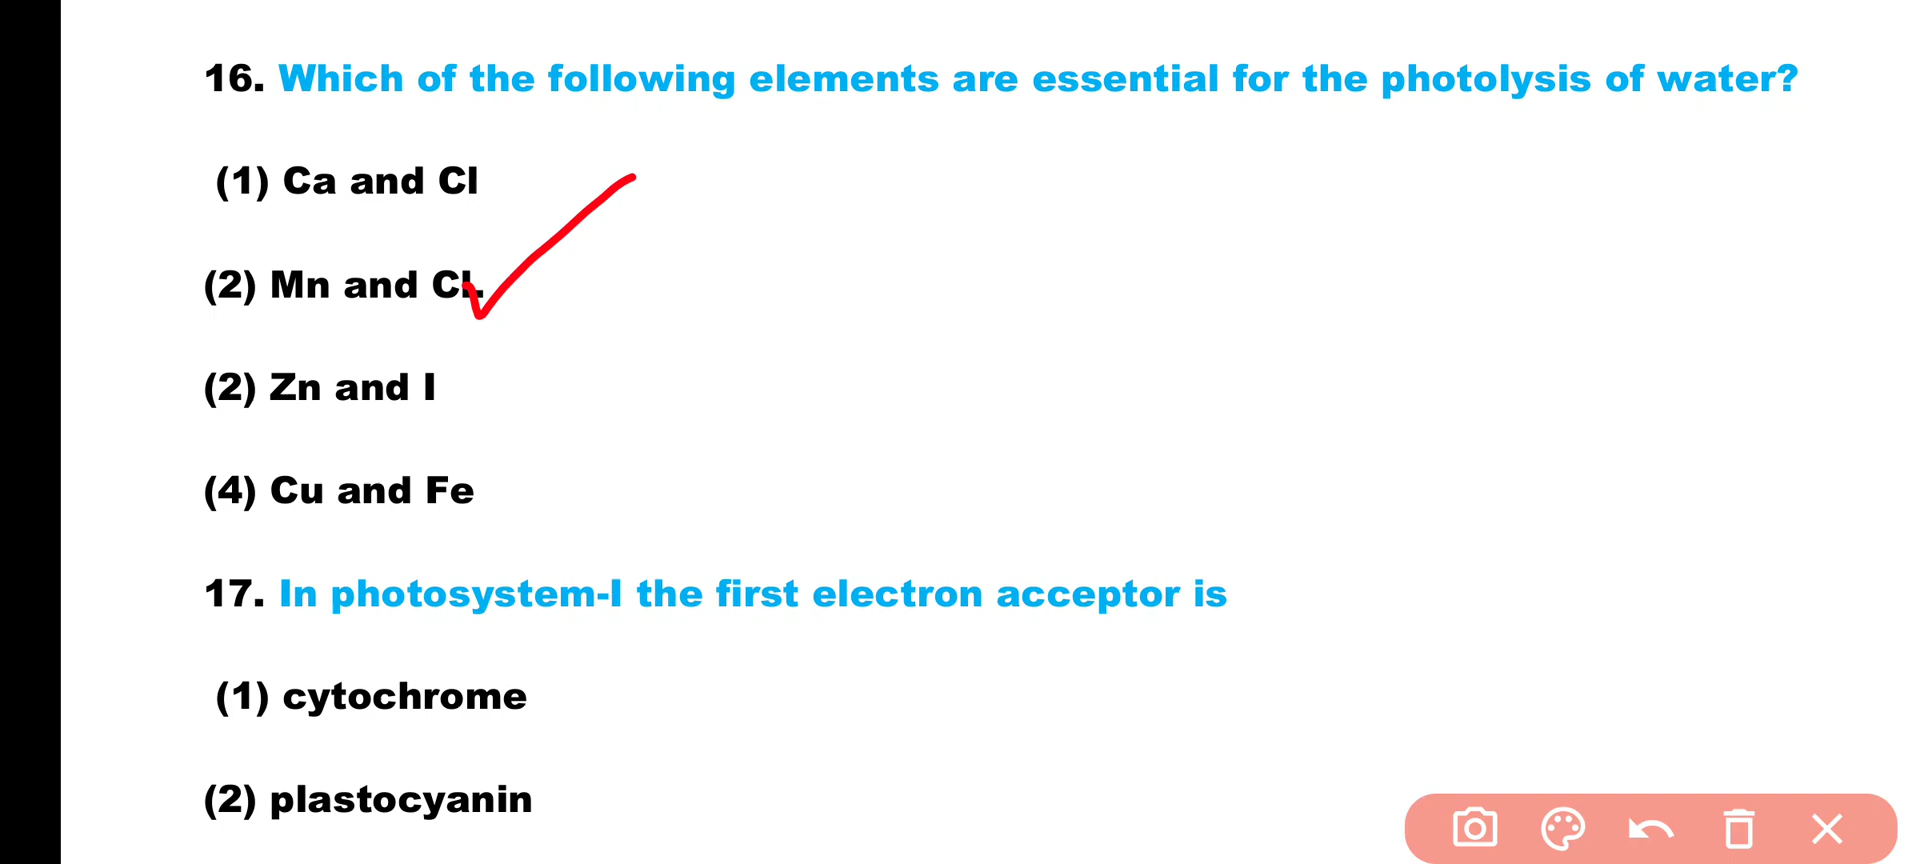 16. Which of the following elements are essential for the photolysis of water?
(1) Ca and Cl
(2) Mn and Cl.
(2) Zn and I
(4) Cu and Fe
17. In photosystem-I the first electron acceptor is
(1) cytochrome
(2) plastocyanin